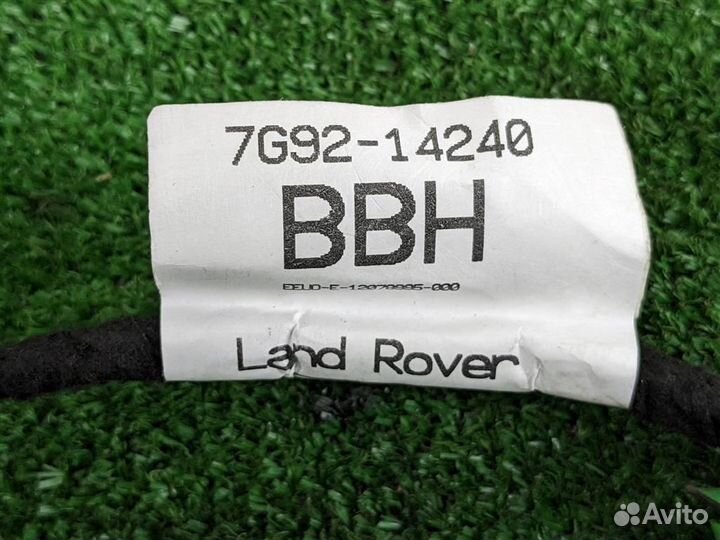 7G92-14240
BBH
Land Rover
Avito